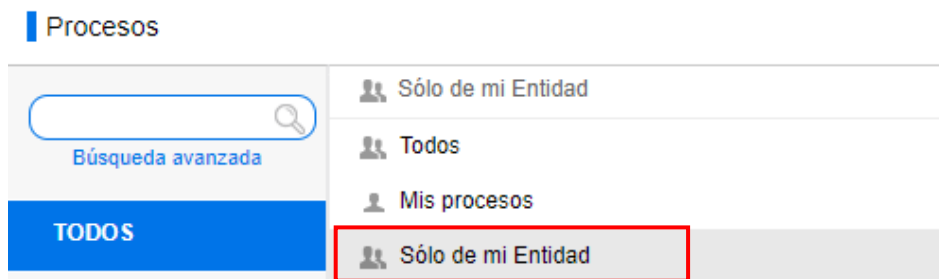 Procesos
Búsqueda avanzada
TODOS
Sólo de mi Entidad
Todos
Mis procesos
Sólo de mi Entidad